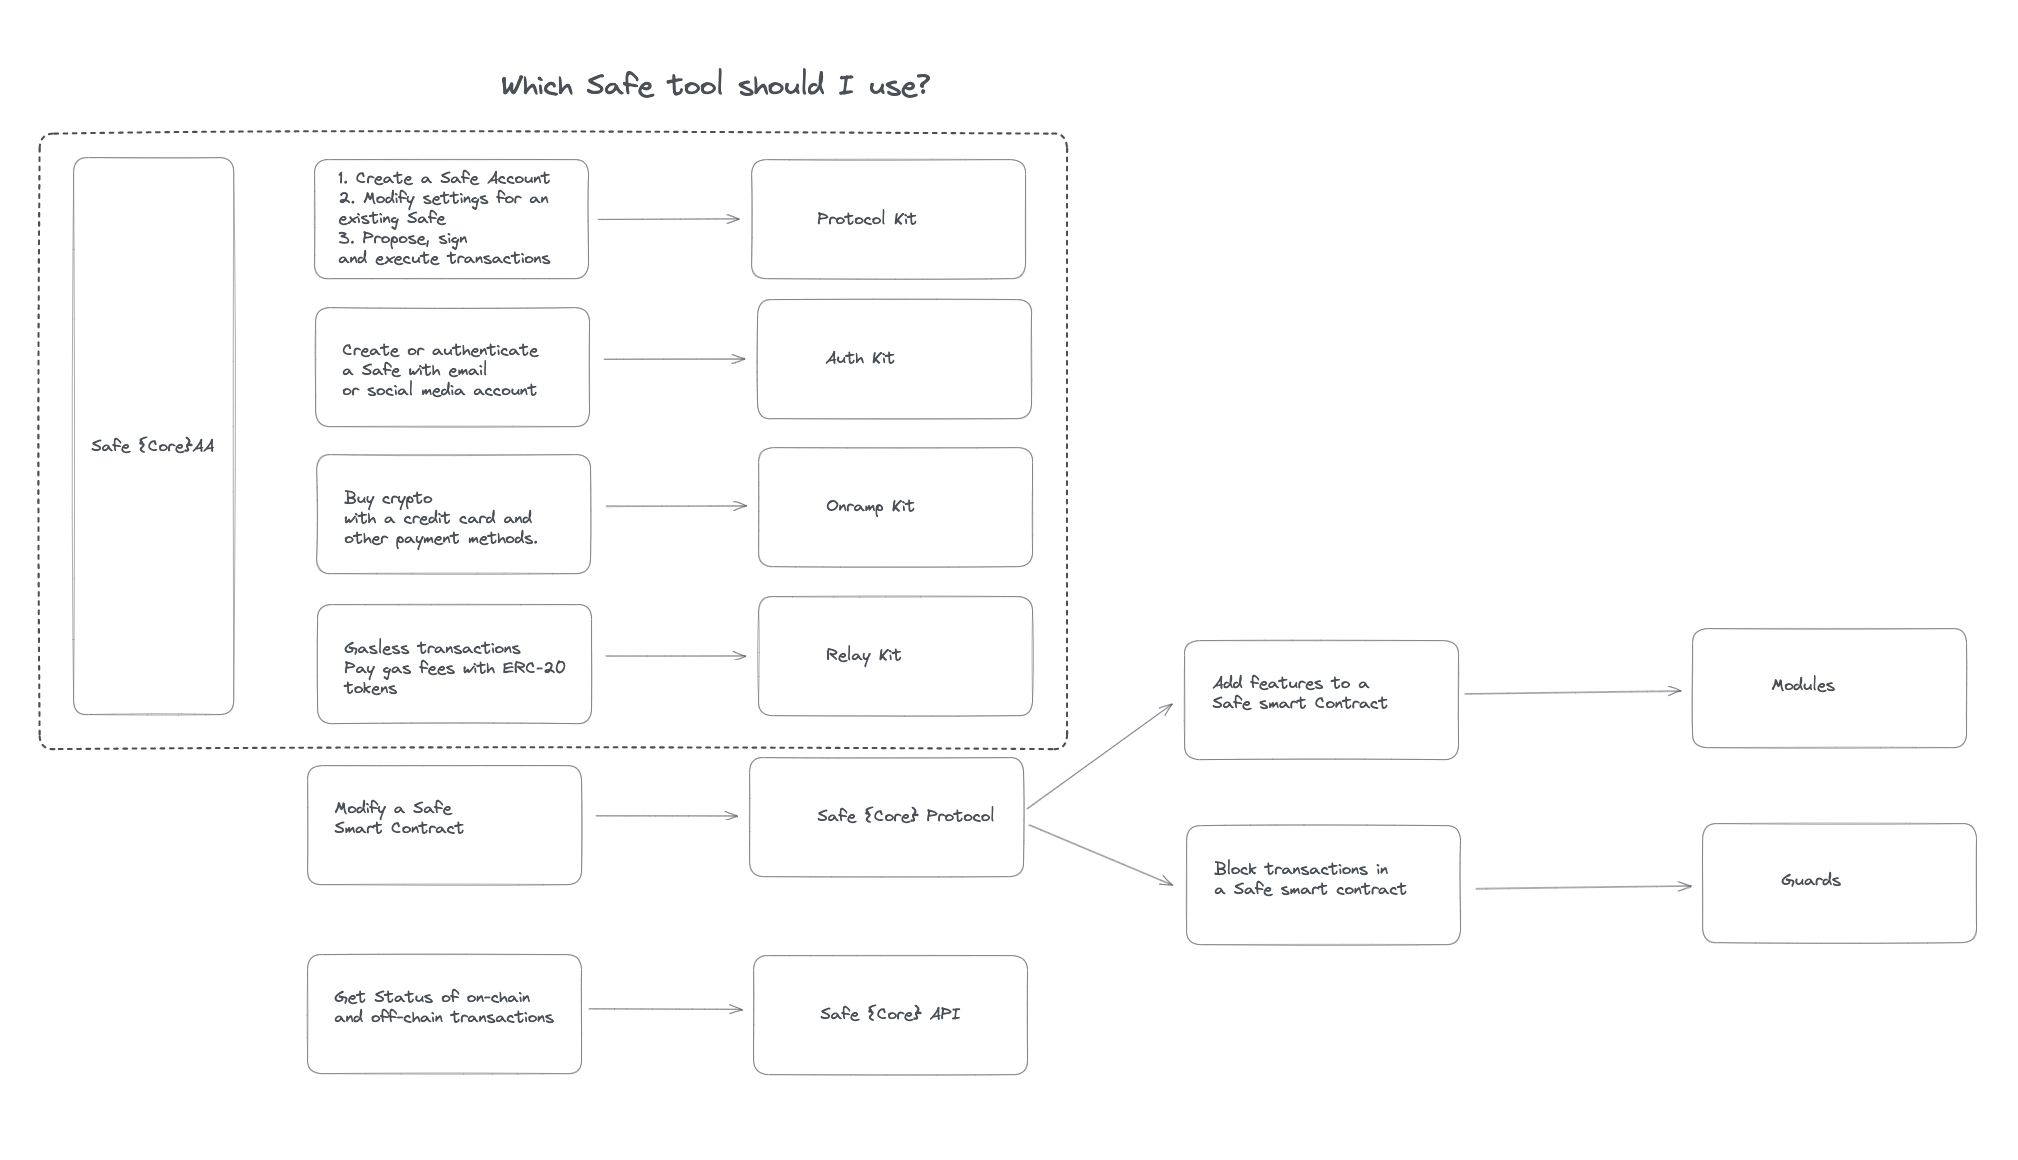 Which Safe tool should I use?
Safe {Core}AA
1. Create a Safe Account
2. Modify settings for an
existing Safe
3. Propose, sign
and execute transactions
Protocol Kit
Create or authenticate
a Safe with email
or social media account
Auth Kit
Buy crypto
with a credit card and
other payment methods.
Onramp Kit
Gasless transactions
Pay gas fees with ERC-20
tokens
Relay Kit
Modify a Safe
Smart Contract
Safe {Core} Protocol
Add features to a
Safe smart Contract
Modules
Block transactions in
a Safe smart contract
Guards
Get Status of on-chain
and off-chain transactions
Safe {Core} API